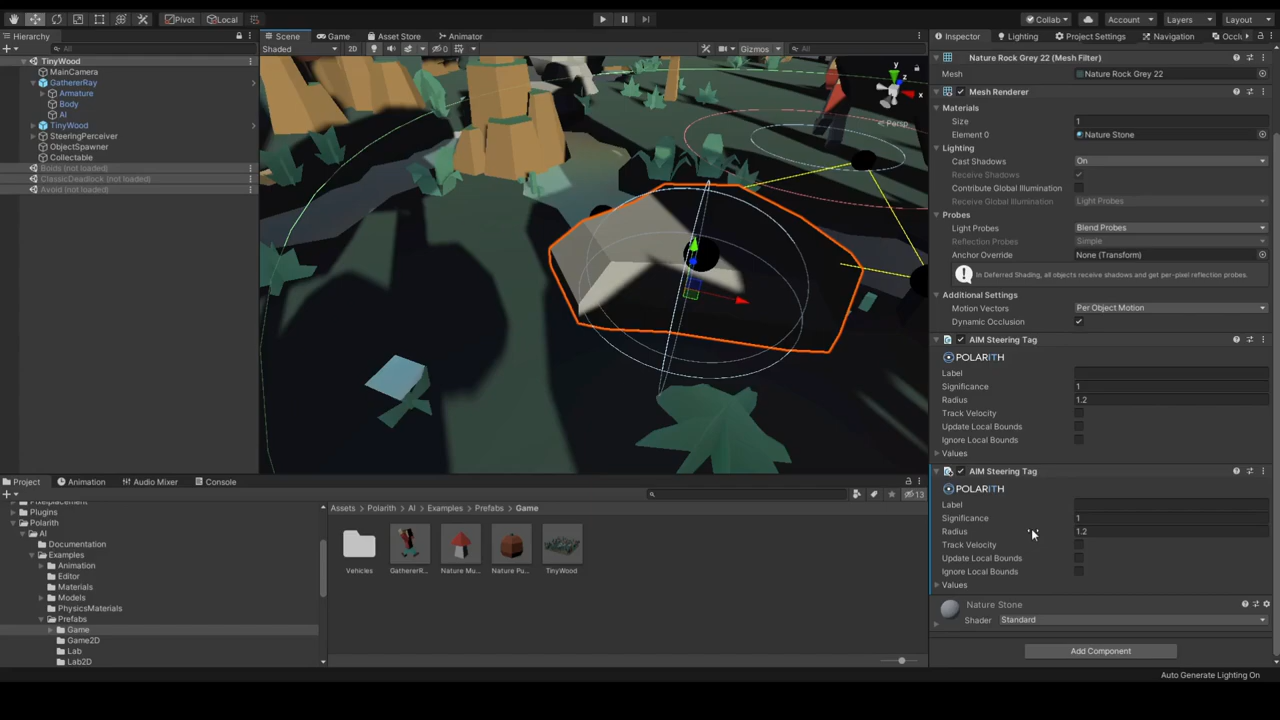 Pivot Local Collab Account Layers Layout
Hierarchy Scene Game Asset Store Animator Inspector Lighting Project Settings Navigation Occlu
All Shaded 2D 0 Gizmos All
TinyWood
MainCamera
GathererRay
Armature
Body
AI
TinyWood
SteeringPerceiver
ObjectSpawner
Collectable
Boids (not loaded)
ClassicDeadlock (not loaded)
Avoid (not loaded)
y
z
x
< Persp
Nature Rock Grey 22 (Mesh Filter)
Mesh Nature Rock Grey 22
Mesh Renderer
Materials
Size 1
Element 0 Nature Stone
Lighting
Cast Shadows On
Receive Shadows
Contribute Global Illumination
Receive Global Illumination Light Probes
Probes
Light Probes Blend Probes
Reflection Probes Simple
Anchor Override None (Transform)
In Deferred Shading, all objects receive shadows and get per-pixel reflection probes.
Additional Settings
Motion Vectors Per Object Motion
Dynamic Occlusion
AIM Steering Tag
POLARITH
Label
Significance 1
Radius 1.2
Track Velocity
Update Local Bounds
Ignore Local Bounds
Values
AIM Steering Tag
POLARITH
Label
Significance 1
Radius 1.2
Track Velocity
Update Local Bounds
Ignore Local Bounds
Values
Nature Stone
Shader Standard
Add Component
Project Animation Audio Mixer Console
13
Plugins
Polarith
AI
Documentation
Examples
Animation
Editor
Materials
Models
PhysicsMaterials
Prefabs
Game
Game2D
Lab
Lab2D
Assets > Polarith > AI > Examples > Prefabs > Game
Vehicles GathererR... Nature Mu... Nature Pu... TinyWood
Auto Generate Lighting On